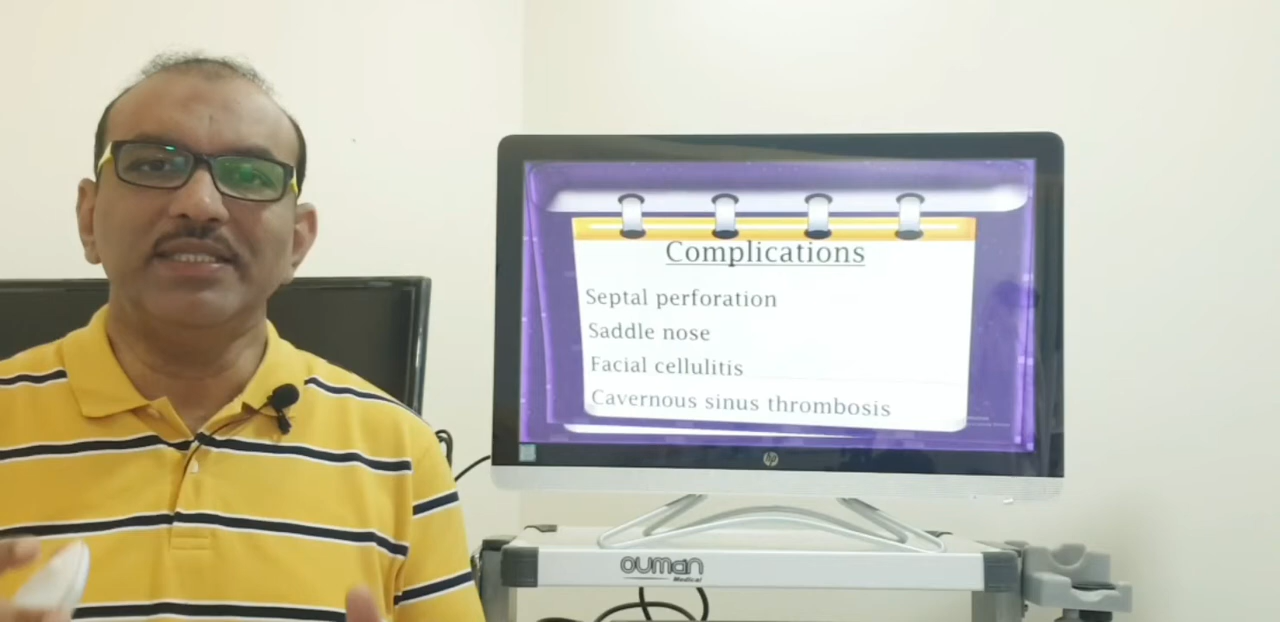 Complications
Septal perforation
Saddle nose
Facial cellulitis
Cavernous sinus thrombosis
hp
ouman
Medical